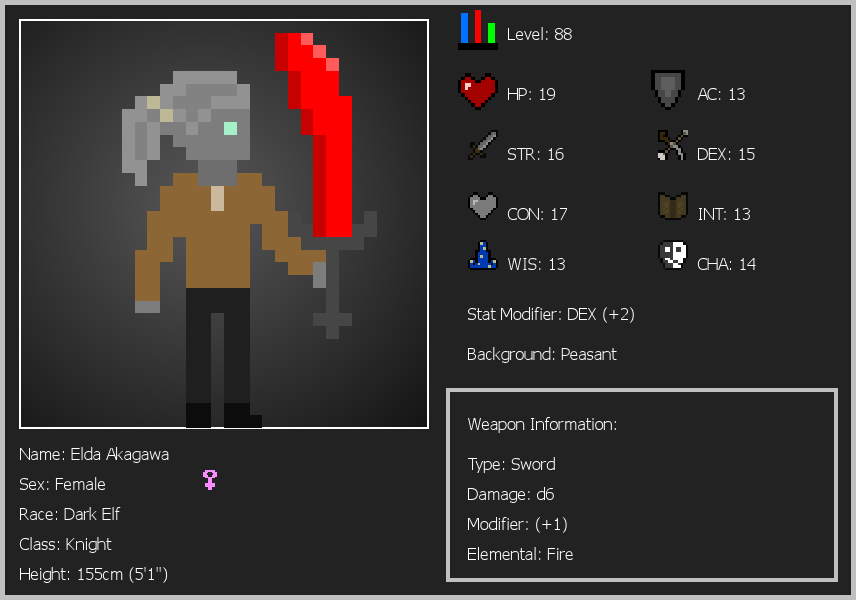 Level: 88
HP: 19
AC: 13
STR: 16
DEX: 15
CON: 17
INT: 13
WIS: 13
CHA: 14
Stat Modifier: DEX (+2)
Background: Peasant
Weapon Information:
Type: Sword
Damage: d6
Modifier: (+1)
Elemental: Fire
Name: Elda Akagawa
Sex: Female
Race: Dark Elf
Class: Knight
Height: 155cm (5'1")